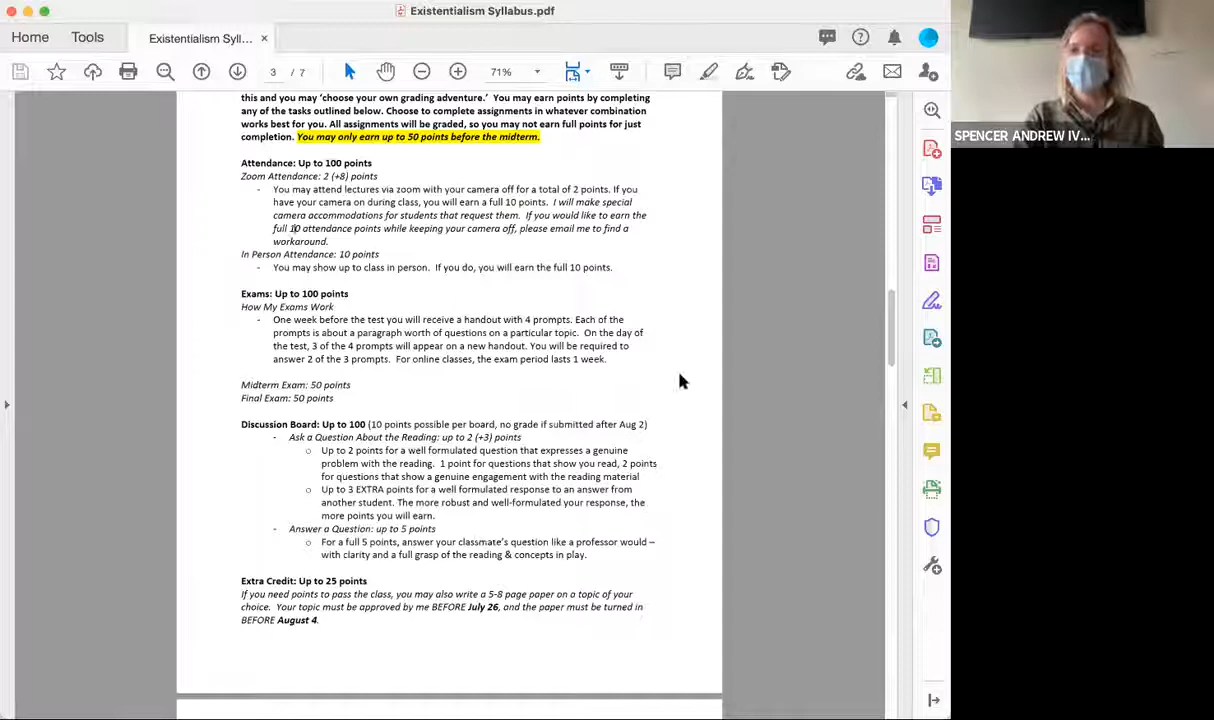 Existentialism Syllabus.pdf
Home
Tools
Existentialism Syll...
3 / 7
71%
this and you may ‘choose your own grading adventure.’ You may earn points by completing
any of the tasks outlined below. Choose to complete assignments in whatever combination
works best for you. All assignments will be graded, so you may not earn full points for just
completion. You may only earn up to 50 points before the midterm.
Attendance: Up to 100 points
Zoom Attendance: 2 (+8) points
- You may attend lectures via zoom with your camera off for a total of 2 points. If you
have your camera on during class, you will earn a full 10 points. I will make special
camera accommodations for students that request them. If you would like to earn the
full 10 attendance points while keeping your camera off, please email me to find a
workaround.
In Person Attendance: 10 points
- You may show up to class in person. If you do, you will earn the full 10 points.
Exams: Up to 100 points
How My Exams Work
- One week before the test you will receive a handout with 4 prompts. Each of the
prompts is about a paragraph worth of questions on a particular topic. On the day of
the test, 3 of the 4 prompts will appear on a new handout. You will be required to
answer 2 of the 3 prompts. For online classes, the exam period lasts 1 week.
Midterm Exam: 50 points
Final Exam: 50 points
Discussion Board: Up to 100 (10 points possible per board, no grade if submitted after Aug 2)
- Ask a Question About the Reading: up to 2 (+3) points
o Up to 2 points for a well formulated question that expresses a genuine
problem with the reading. 1 point for questions that show you read, 2 points
for questions that show a genuine engagement with the reading material
o Up to 3 EXTRA points for a well formulated response to an answer from
another student. The more robust and well-formulated your response, the
more points you will earn.
- Answer a Question: up to 5 points
o For a full 5 points, answer your classmate’s question like a professor would –
with clarity and a full grasp of the reading & concepts in play.
Extra Credit: Up to 25 points
If you need points to pass the class, you may also write a 5-8 page paper on a topic of your
choice. Your topic must be approved by me BEFORE July 26, and the paper must be turned in
BEFORE August 4.
SPENCER ANDREW IV...